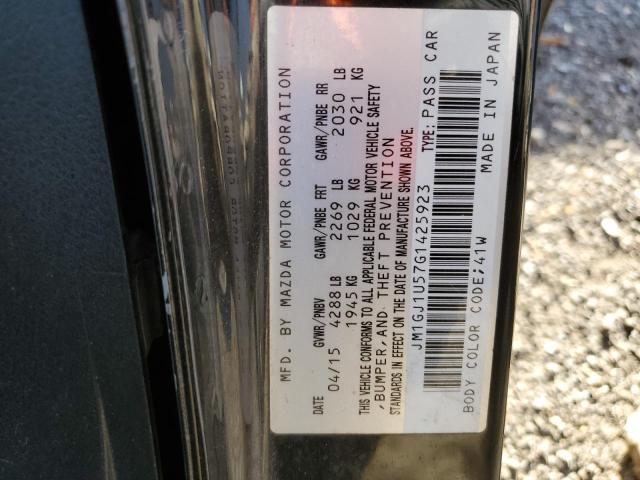 MFD. BY MAZDA MOTOR CORPORATION
DATE GVWR/PNBV GAWR/PNBE FRT GAWR/PNBE RR
04/15 4288 LB 2269 LB 2030 LB
1945 KG 1029 KG 921 KG
THIS VEHICLE CONFORMS TO ALL APPLICABLE FEDERAL MOTOR VEHICLE SAFETY
,BUMPER,AND THEFT PREVENTION
STANDARDS IN EFFECT ON THE DATE OF MANUFACTURE SHOWN ABOVE.
JM1GJ1U57G1425923 TYPE: PASS CAR
BODY COLOR CODE;41W MADE IN JAPAN